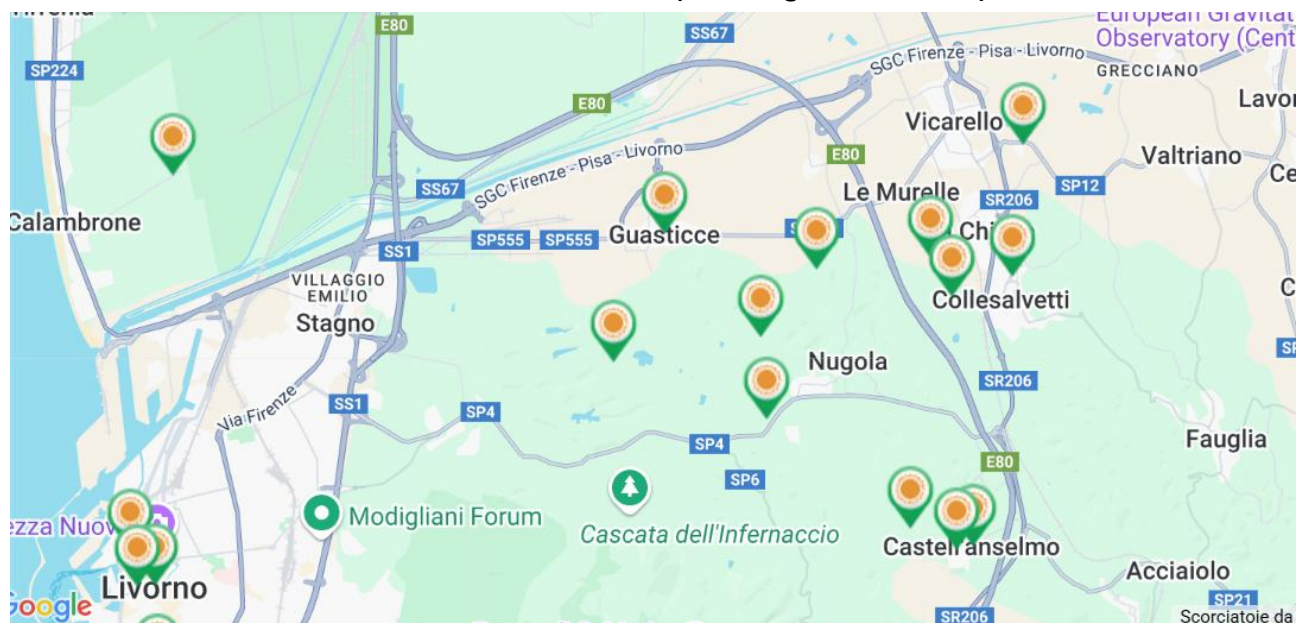 E80
SS67
European Gravitat
Observatory (Cent
SP224
SGC Firenze - Pisa - Livorno
GRECCIANO
E80
Vicarello
Lavor
SGC Firenze - Pisa - Livorno
E80
Valtriano
SS67
Le Murelle
SR206
SP12
Ce
Calambrone
SP555
SP555
Guasticce
Chi
SS1
VILLAGGIO
EMILIO
Stagno
Collesalvetti
C
Nugola
SR206
Via Firenze
SS1
SP4
SP4
Fauglia
SP6
E80
ezza Nuov
Modigliani Forum
Cascata dell'Infernaccio
Acciaiolo
Livorno
SP21
Google
SR206
Scorciatoie da